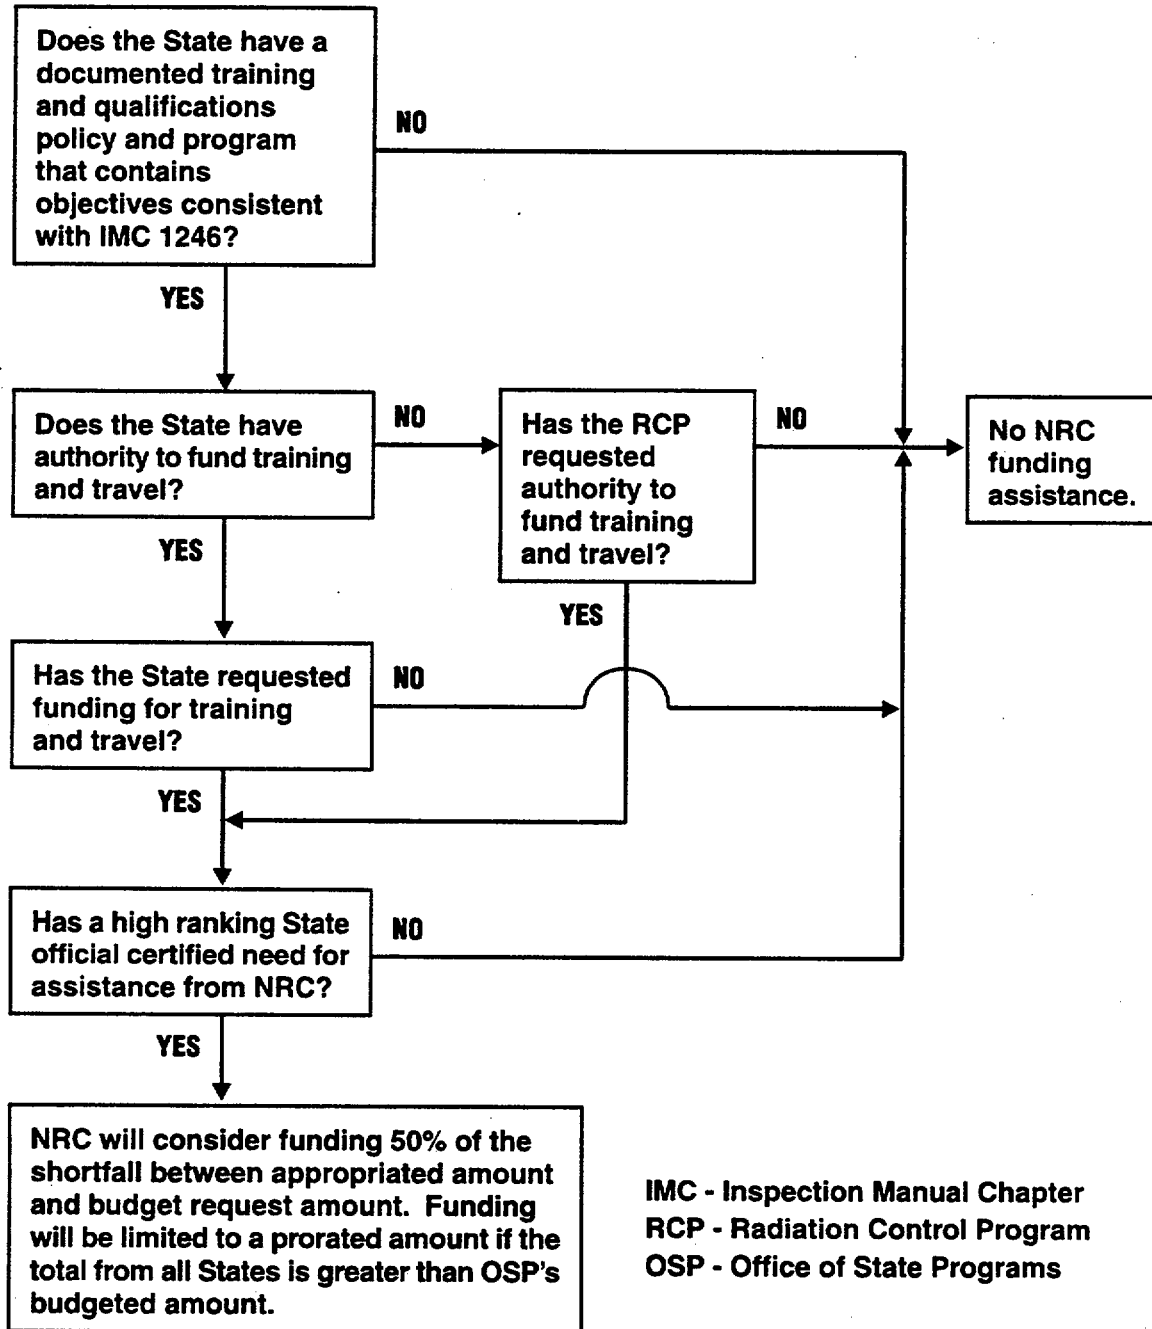 Does the State have a
documented training
and qualifications
policy and program
that contains
objectives consistent
with IMC 1246?
NO
YES
Does the State have
authority to fund training
and travel?
NO
Has the RCP
requested
authority to
fund training
and travel?
NO
No NRC
funding
assistance.
YES
YES
Has the State requested
funding for training
and travel?
NO
YES
Has a high ranking State
official certified need for
assistance from NRC?
NO
YES
NRC will consider funding 50% of the
shortfall between appropriated amount
and budget request amount. Funding
will be limited to a prorated amount if the
total from all States is greater than OSP's
budgeted amount.
IMC - Inspection Manual Chapter
RCP - Radiation Control Program
OSP - Office of State Programs